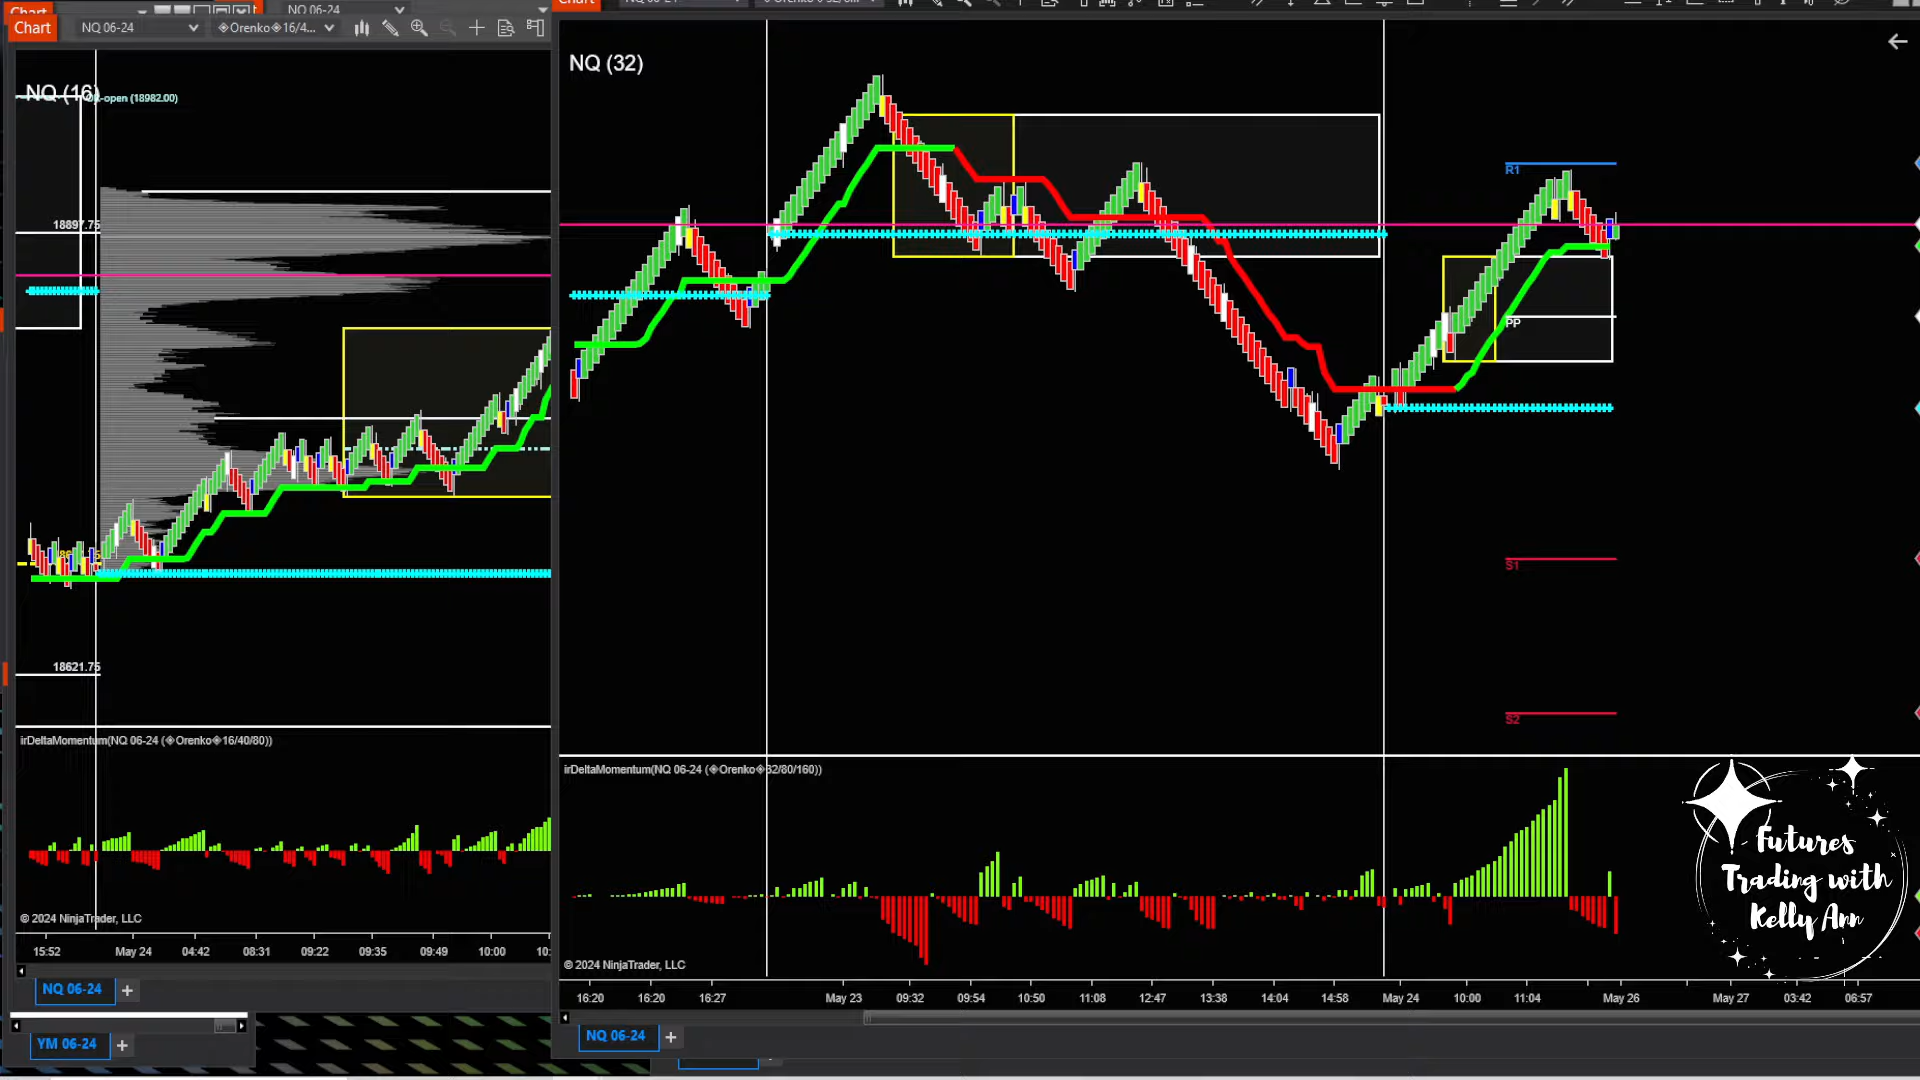 Chart
NQ 06-24
Chart
NQ 06-24
Orenko 16/4...
NQ (16)
-open (18982.00)
18897.75
18621.75
irDeltaMomentum(NQ 06-24 (◈Orenko◈16/40/80))
© 2024 NinjaTrader, LLC
15:52
May 24
04:42
08:31
09:22
09:35
09:49
10:00
NQ 06-24
+
YM 06-24
+
Chart
NQ (32)
R1
PP
S1
S2
irDeltaMomentum(NQ 06-24 (◈Orenko◈32/80/160))
© 2024 NinjaTrader, LLC
16:20
16:20
16:27
May 23
09:32
09:54
10:50
11:08
12:47
13:38
14:04
14:58
May 24
10:00
11:04
May 26
May 27
03:42
06:57
NQ 06-24
+
Futures
Trading with
Kelly Ann